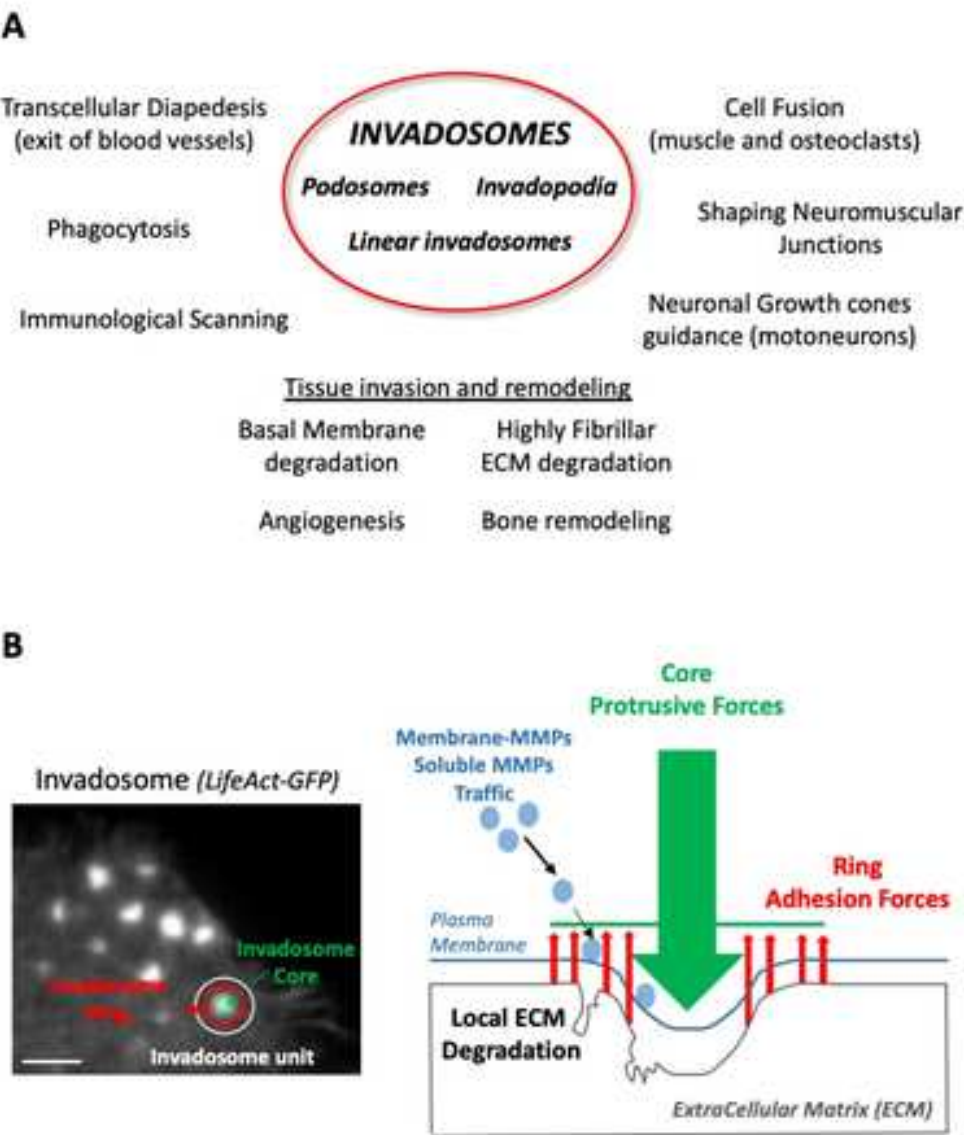 A
Transcellular Diapedesis
(exit of blood vessels)
Phagocytosis
Immunological Scanning
INVADOSOMES
Podosomes Invadopodia
Linear invadosomes
Cell Fusion
(muscle and osteoclasts)
Shaping Neuromuscular
Junctions
Neuronal Growth cones
guidance (motoneurons)
Tissue invasion and remodeling
Basal Membrane
degradation
Highly Fibrillar
ECM degradation
Angiogenesis
Bone remodeling
B
Invadosome (LifeAct-GFP)
Invadosome
Core
Invadosome unit
Membrane-MMPs
Soluble MMPs
Traffic
Core
Protrusive Forces
Ring
Adhesion Forces
Plasma
Membrane
Local ECM
Degradation
ExtraCellular Matrix (ECM)